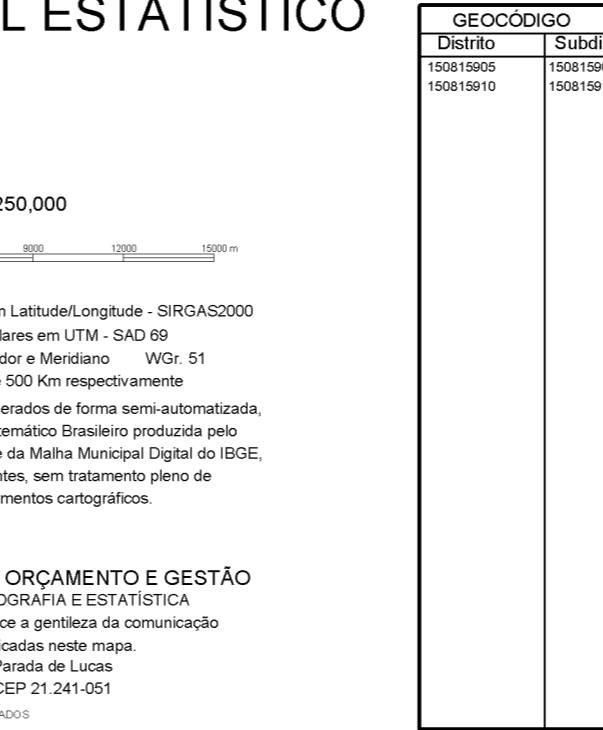 L ESTATÍSTICO
250,000
9000 12000 15000 m
m Latitude/Longitude - SIRGAS2000
lares em UTM - SAD 69
dor e Meridiano WGr. 51
e 500 Km respectivamente
erados de forma semi-automatizada,
temático Brasileiro produzida pelo
e da Malha Municipal Digital do IBGE,
ntes, sem tratamento pleno de
mentos cartográficos.
ORÇAMENTO E GESTÃO
OGRAFIA E ESTATÍSTICA
ce a gentileza da comunicação
icadas neste mapa.
Parada de Lucas
CEP 21.241-051
ADOS
GEOCÓDIGO
Distrito Subdi
150815905 15081590
150815910 15081591